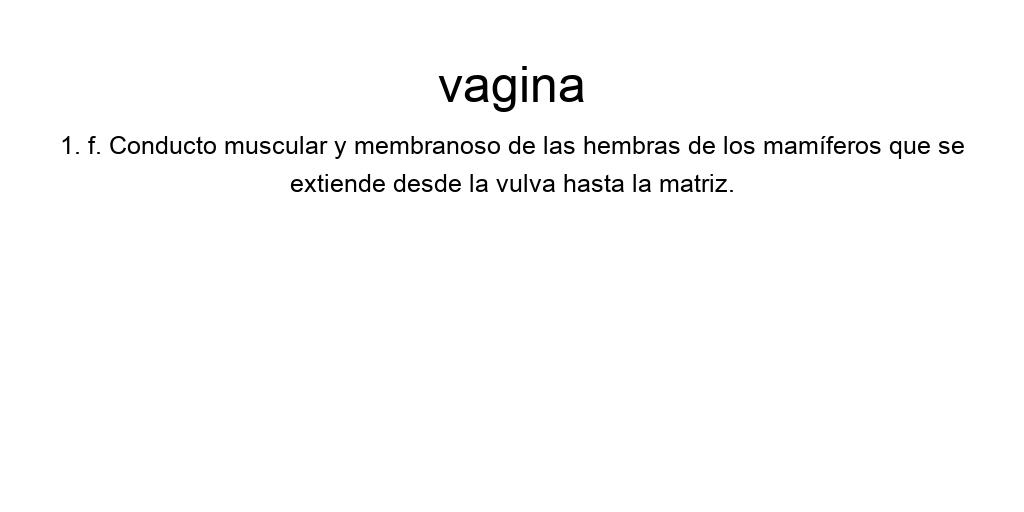 vagina
1. f. Conducto muscular y membranoso de las hembras de los mamíferos que se
extiende desde la vulva hasta la matriz.